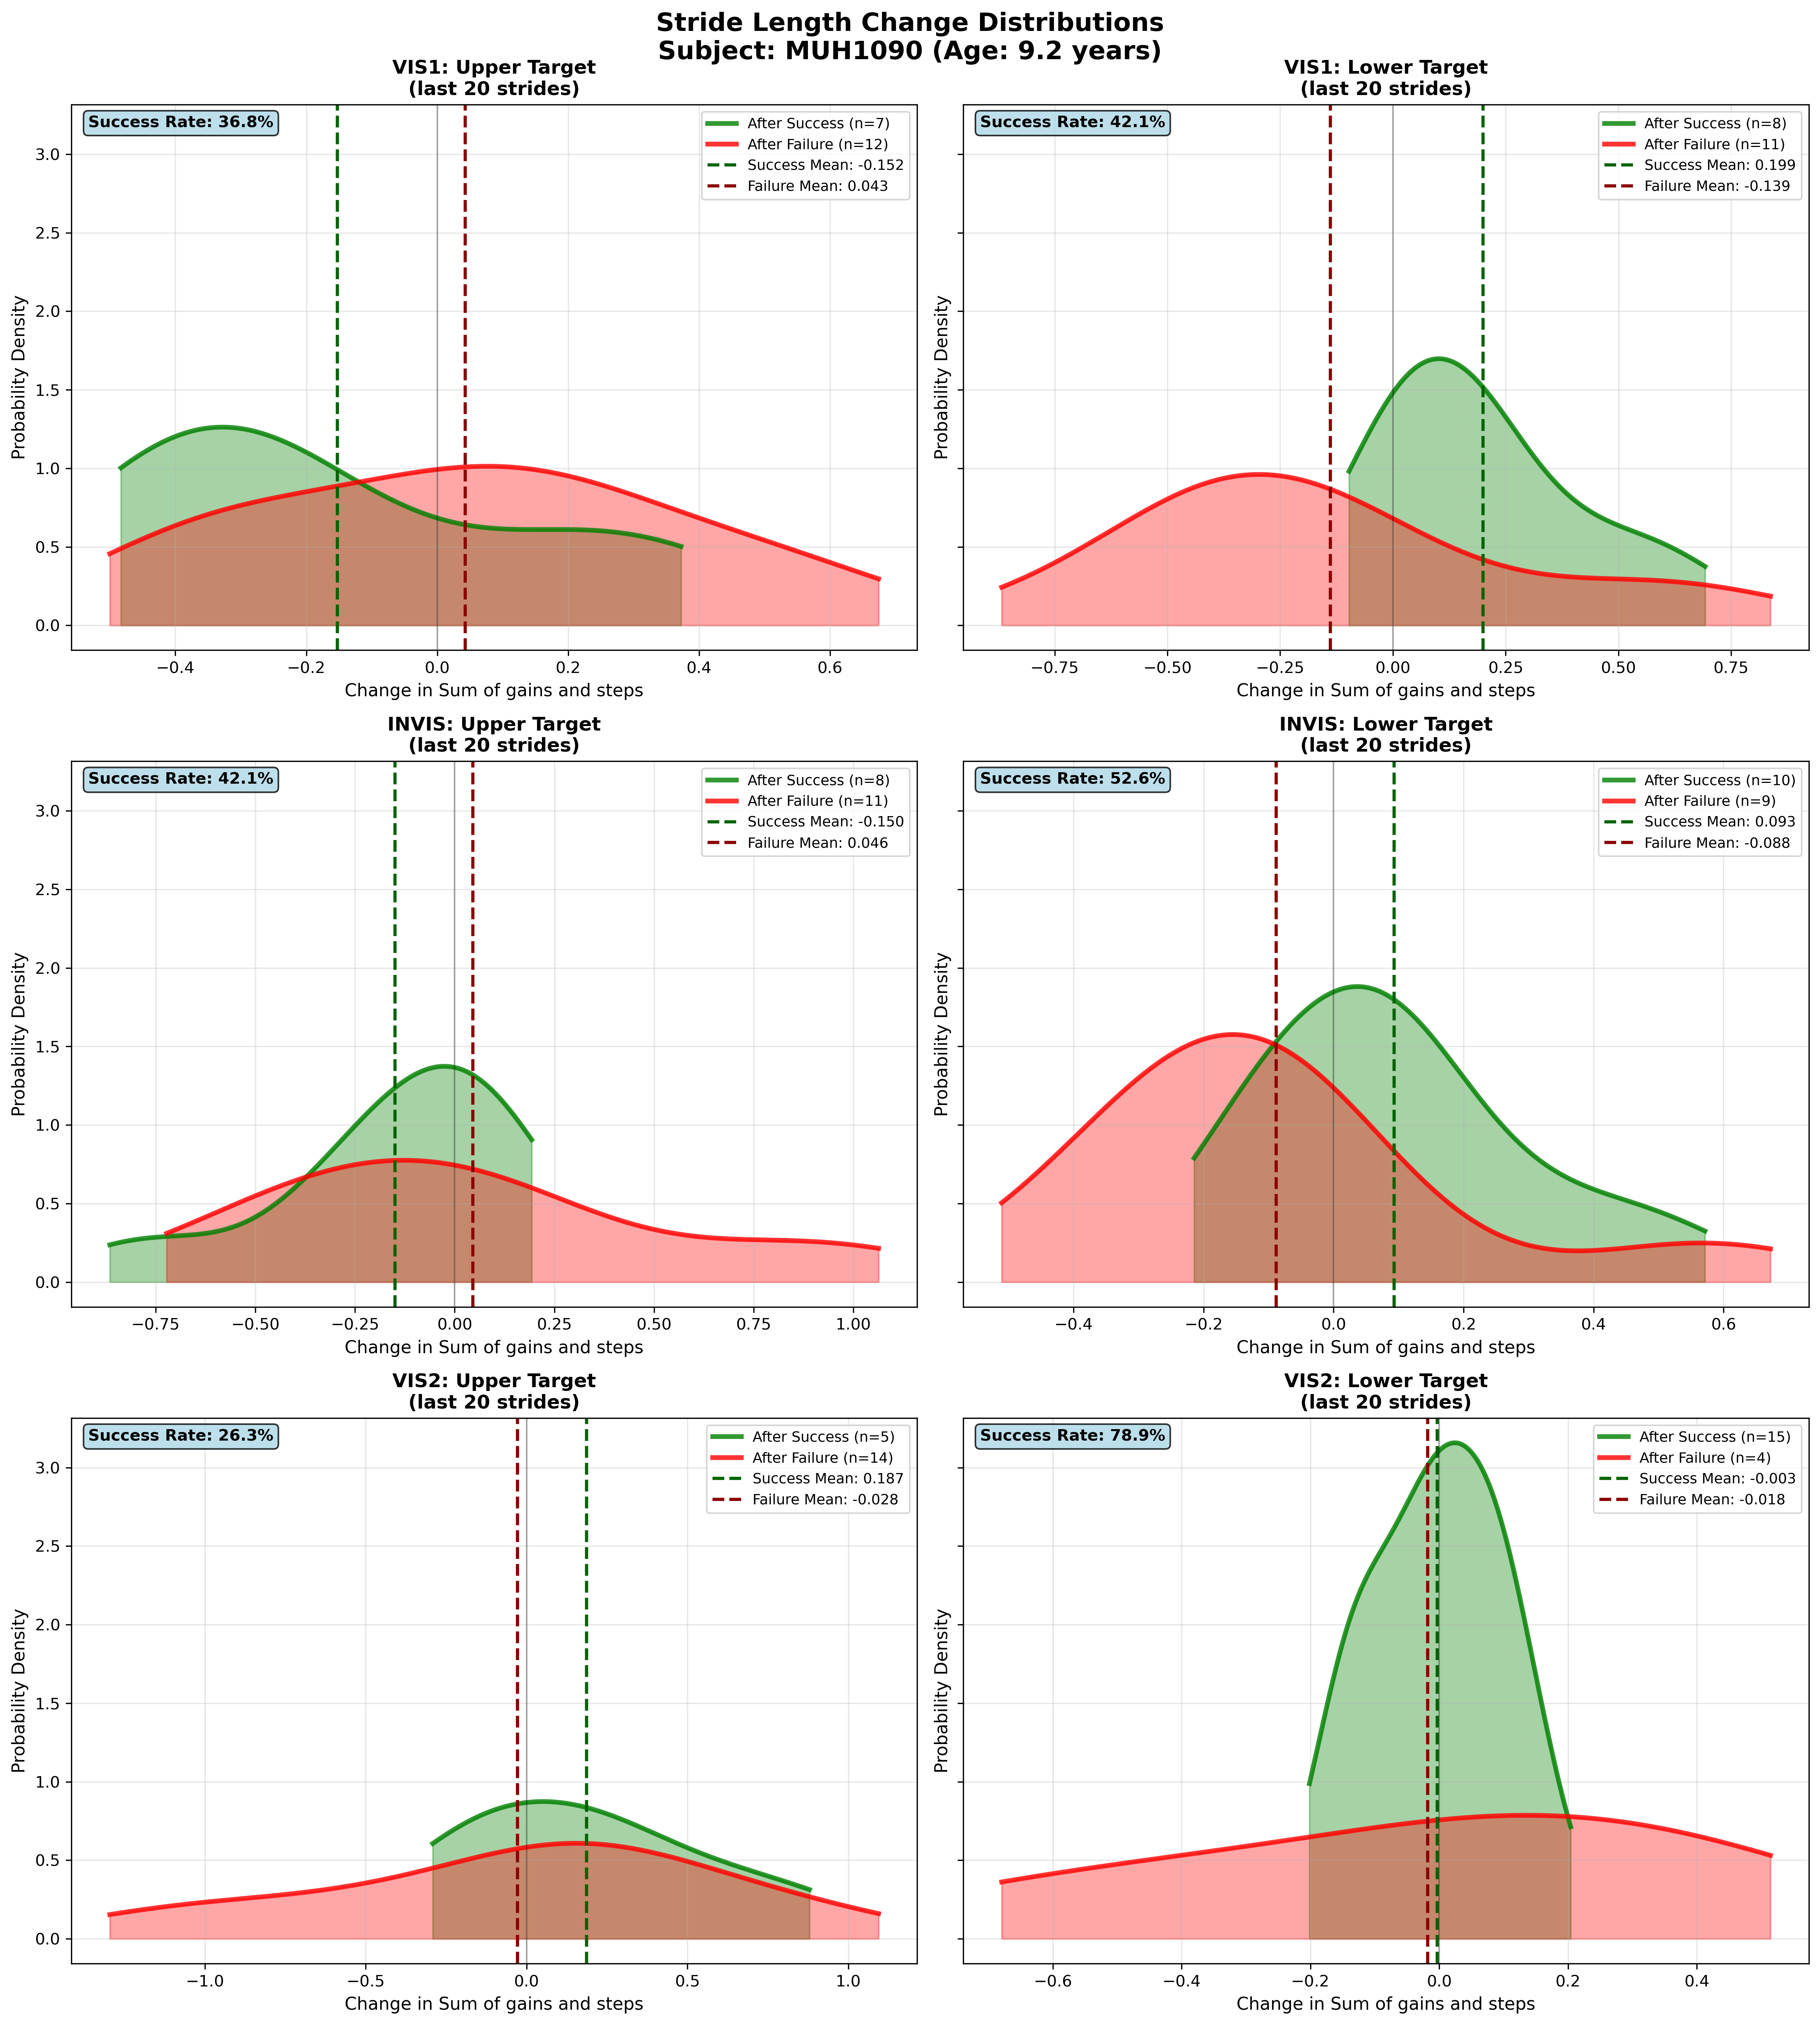 Stride Length Change Distributions
Subject: MUH1090 (Age: 9.2 years)
VIS1: Upper Target
(last 20 strides)
Success Rate: 36.8%
After Success (n=7)
After Failure (n=12)
Success Mean: -0.152
Failure Mean: 0.043
Probability Density
3.0
2.5
2.0
1.5
1.0
0.5
0.0
−0.4 −0.2 0.0 0.2 0.4 0.6
Change in Sum of gains and steps
VIS1: Lower Target
(last 20 strides)
Success Rate: 42.1%
After Success (n=8)
After Failure (n=11)
Success Mean: 0.199
Failure Mean: -0.139
Probability Density
−0.75 −0.50 −0.25 0.00 0.25 0.50 0.75
Change in Sum of gains and steps
INVIS: Upper Target
(last 20 strides)
Success Rate: 42.1%
After Success (n=8)
After Failure (n=11)
Success Mean: -0.150
Failure Mean: 0.046
Probability Density
3.0
2.5
2.0
1.5
1.0
0.5
0.0
−0.75 −0.50 −0.25 0.00 0.25 0.50 0.75 1.00
Change in Sum of gains and steps
INVIS: Lower Target
(last 20 strides)
Success Rate: 52.6%
After Success (n=10)
After Failure (n=9)
Success Mean: 0.093
Failure Mean: -0.088
Probability Density
−0.4 −0.2 0.0 0.2 0.4 0.6
Change in Sum of gains and steps
VIS2: Upper Target
(last 20 strides)
Success Rate: 26.3%
After Success (n=5)
After Failure (n=14)
Success Mean: 0.187
Failure Mean: -0.028
Probability Density
3.0
2.5
2.0
1.5
1.0
0.5
0.0
−1.0 −0.5 0.0 0.5 1.0
Change in Sum of gains and steps
VIS2: Lower Target
(last 20 strides)
Success Rate: 78.9%
After Success (n=15)
After Failure (n=4)
Success Mean: -0.003
Failure Mean: -0.018
Probability Density
−0.6 −0.4 −0.2 0.0 0.2 0.4
Change in Sum of gains and steps